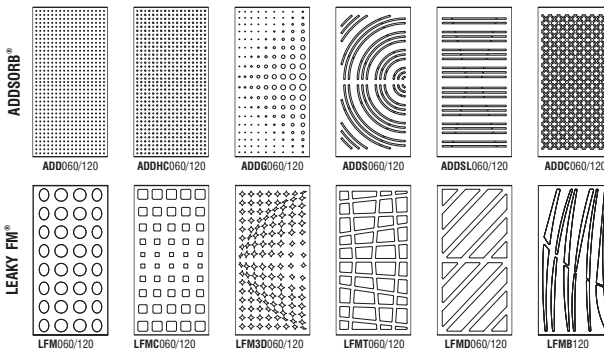 ADDSORB®
ADD060/120 ADDHC060/120 ADDG060/120 ADDS060/120 ADDSL060/120 ADDC060/120
LEAKY FM®
LFM060/120 LFMC060/120 LFM3D060/120 LFMT060/120 LFMD060/120 LFMB120